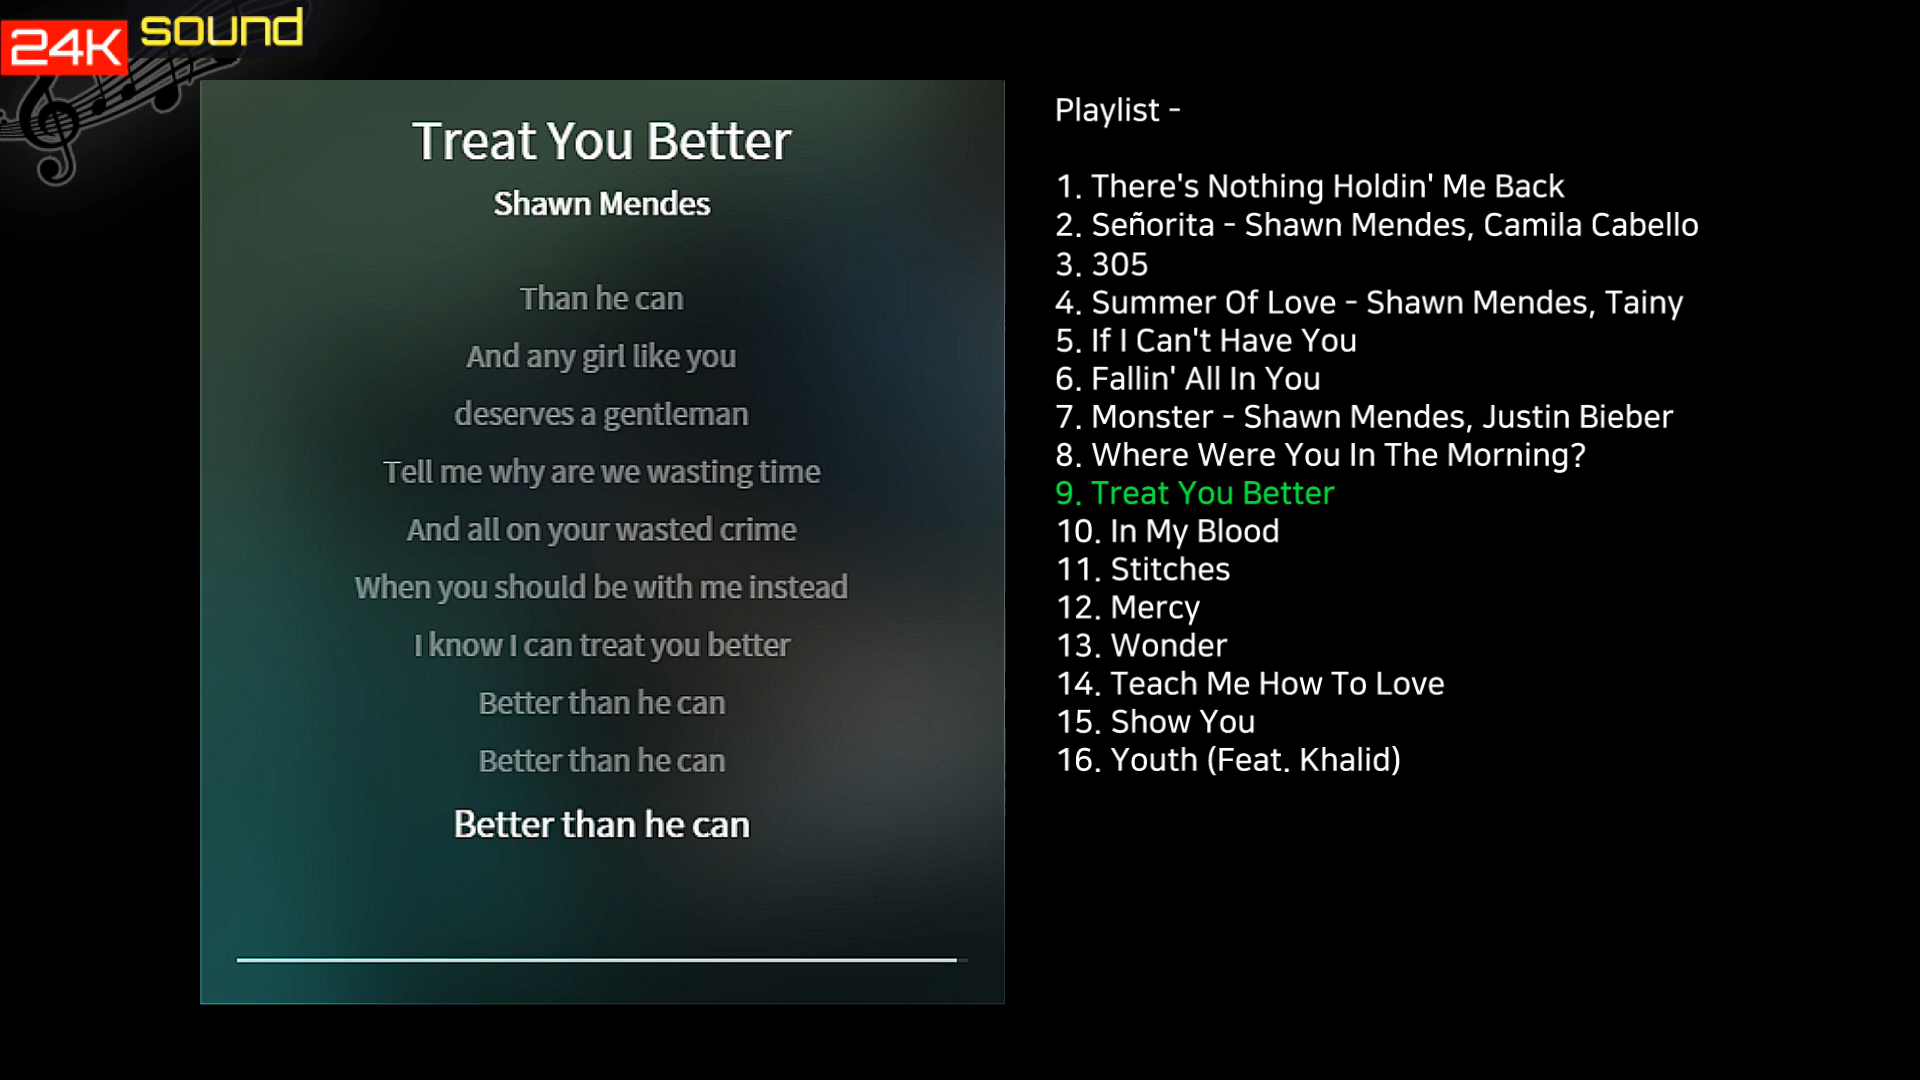 24K sound
Treat You Better
Shawn Mendes
Than he can
And any girl like you
deserves a gentleman
Tell me why are we wasting time
And all on your wasted crime
When you should be with me instead
I know I can treat you better
Better than he can
Better than he can
Better than he can
Playlist -
1. There's Nothing Holdin' Me Back
2. Señorita - Shawn Mendes, Camila Cabello
3. 305
4. Summer Of Love - Shawn Mendes, Tainy
5. If I Can't Have You
6. Fallin' All In You
7. Monster - Shawn Mendes, Justin Bieber
8. Where Were You In The Morning?
9. Treat You Better
10. In My Blood
11. Stitches
12. Mercy
13. Wonder
14. Teach Me How To Love
15. Show You
16. Youth (Feat. Khalid)